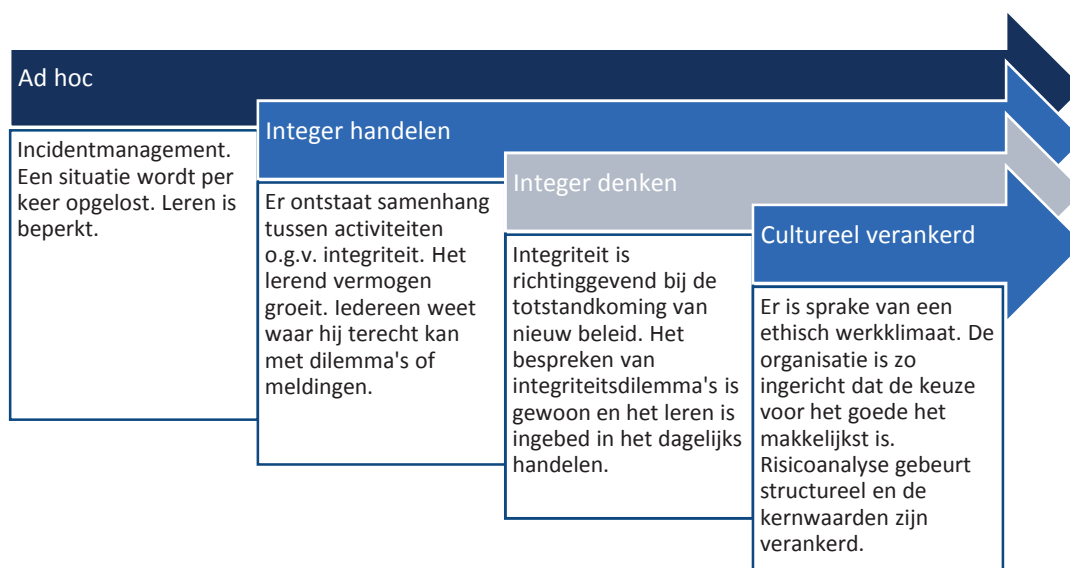 Ad hoc
Incidentmanagement.
Een situatie wordt per
keer opgelost. Leren is
beperkt.
Integer handelen
Er ontstaat samenhang
tussen activiteiten
o.g.v. integriteit. Het
lerend vermogen
groeit. Iedereen weet
waar hij terecht kan
met dilemma's of
meldingen.
Integer denken
Integriteit is
richtinggevend bij de
totstandkoming van
nieuw beleid. Het
bespreken van
integriteitsdilemma's is
gewoon en het leren is
ingebed in het dagelijks
handelen.
Cultureel verankerd
Er is sprake van een
ethisch werkklimaat. De
organisatie is zo
ingericht dat de keuze
voor het goede het
makkelijkst is.
Risicoanalyse gebeurt
structureel en de
kernwaarden zijn
verankerd.